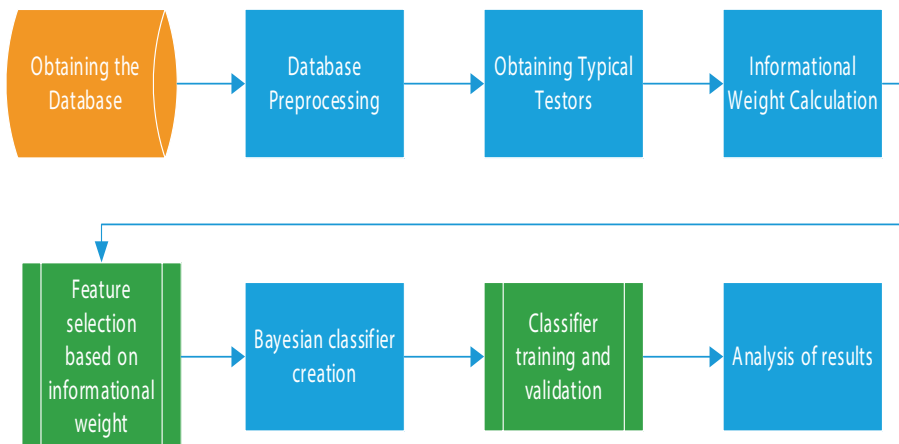 Obtaining the
Database
Database
Preprocessing
Obtaining Typical
Testors
Informational
Weight Calculation
Feature
selection
based on
informational
weight
Bayesian classifier
creation
Classifier
training and
validation
Analysis of results